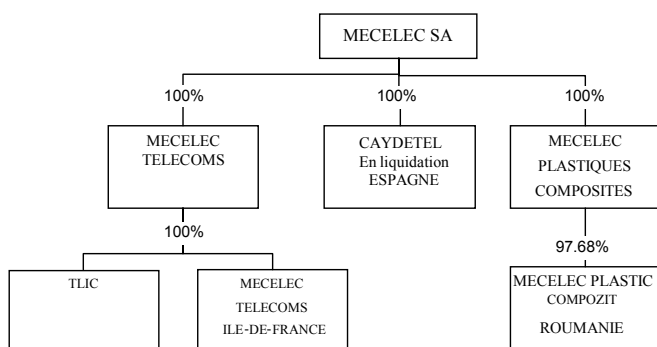 MECELEC SA
100%
100%
100%
MECELEC
TELECOMS
CAYDETEL
En liquidation
ESPAGNE
MECELEC
PLASTIQUES
COMPOSITES
100%
97.68%
TLIC
MECELEC
TELECOMS
ILE-DE-FRANCE
MECELEC PLASTIC
COMPOZIT
ROUMANIE